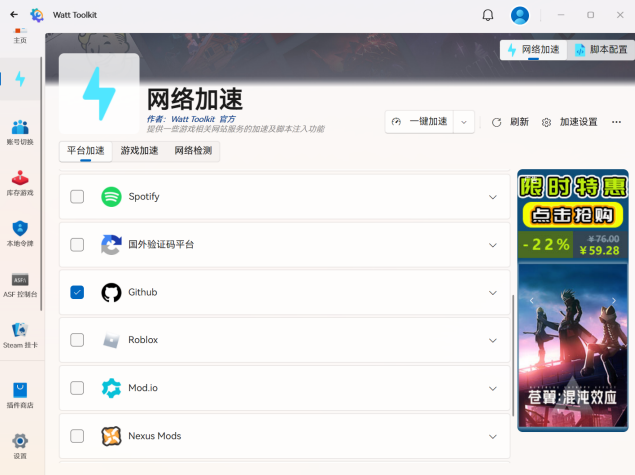 Watt Toolkit
主页
网络加速
脚本配置
网络加速
作者： Watt Toolkit 官方
提供一些游戏相关网站服务的加速及脚本注入功能
一键加速
刷新
加速设置
平台加速
游戏加速
网络检测
账号切换
库存游戏
本地令牌
ASF
ASF 控制台
Steam 挂卡
插件商店
设置
Spotify
国外验证码平台
Github
Roblox
Mod.io
Nexus Mods
限时特惠
点击抢购
-22%
￥76.00
￥59.28
苍翼:混沌效应